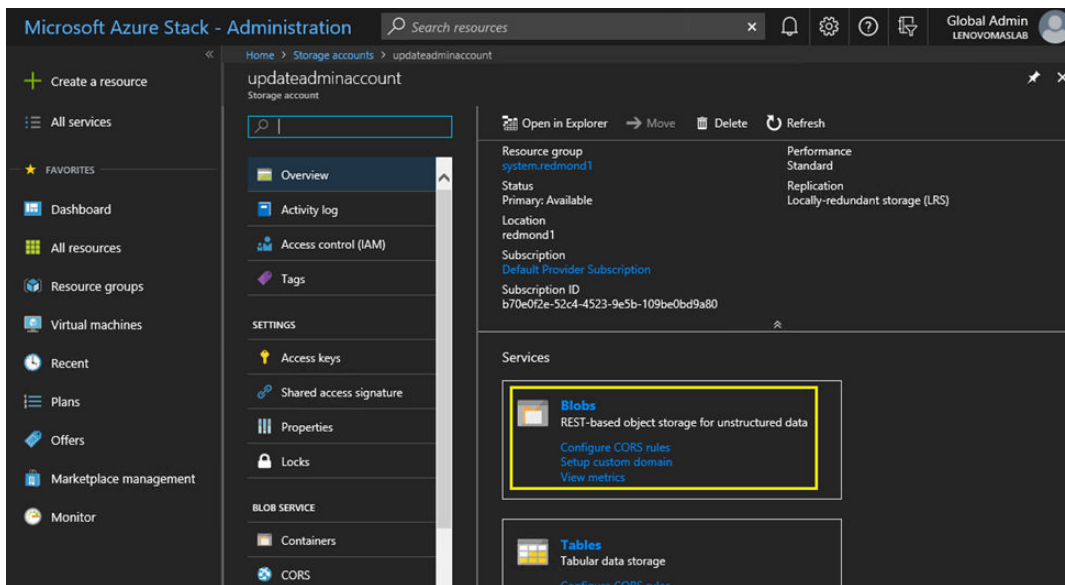 Microsoft Azure Stack - Administration
Search resources
Global Admin
LENOVOMASLAB
Home > Storage accounts > updateadminaccount
updateadminaccount
Storage account
Create a resource
All services
FAVORITES
Dashboard
All resources
Resource groups
Virtual machines
Recent
Plans
Offers
Marketplace management
Monitor
Overview
Activity log
Access control (IAM)
Tags
SETTINGS
Access keys
Shared access signature
Properties
Locks
BLOB SERVICE
Containers
CORS
Open in Explorer
Move
Delete
Refresh
Resource group
system.redmond1
Status
Primary: Available
Location
redmond1
Subscription
Default Provider Subscription
Subscription ID
b70e0f2e-52c4-4523-9e5b-109be0bd9a80
Performance
Standard
Replication
Locally-redundant storage (LRS)
Services
Blobs
REST-based object storage for unstructured data
Configure CORS rules
Setup custom domain
View metrics
Tables
Tabular data storage
Configure CORS rules